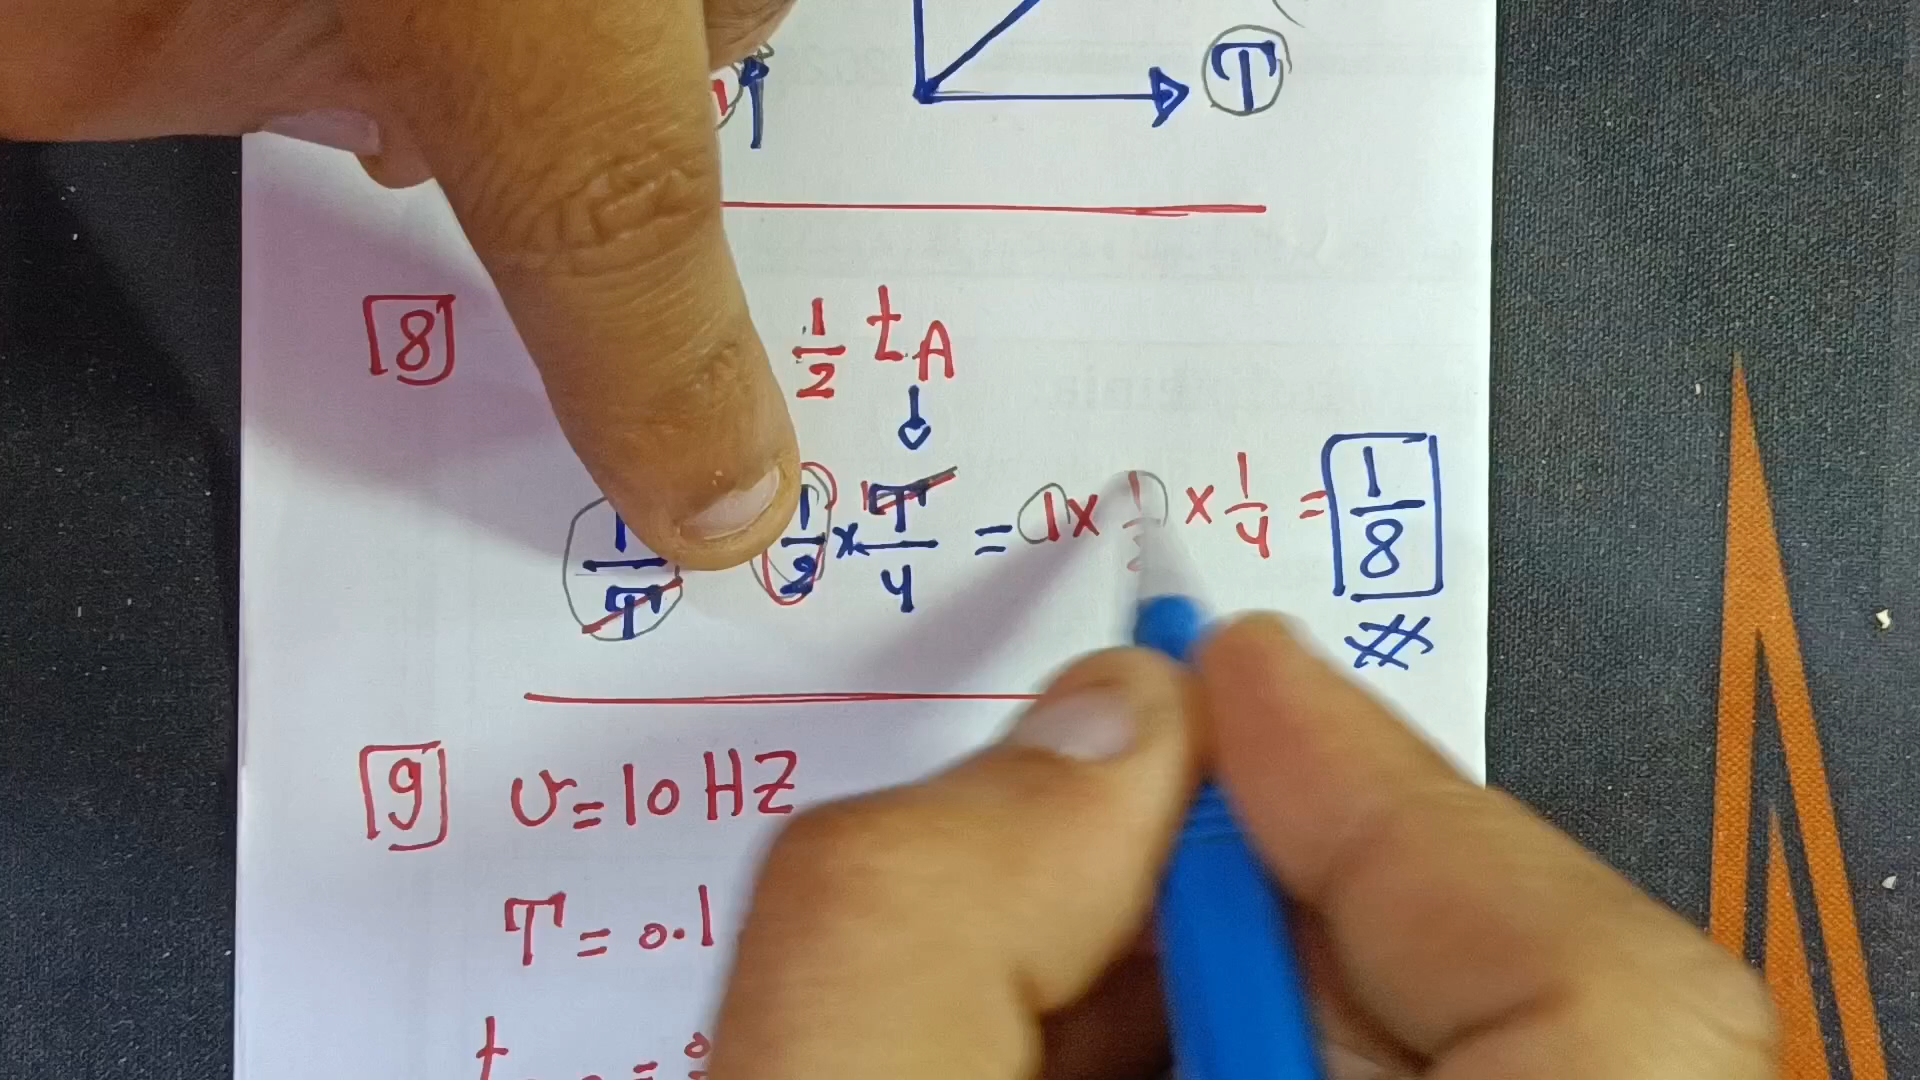 T
[8] 1/2 t_A
1/T 1/2 × T/4 = 1 × 1/2 × 1/4 = 1/8
[9] υ = 10 HZ
T = 0.1
t =